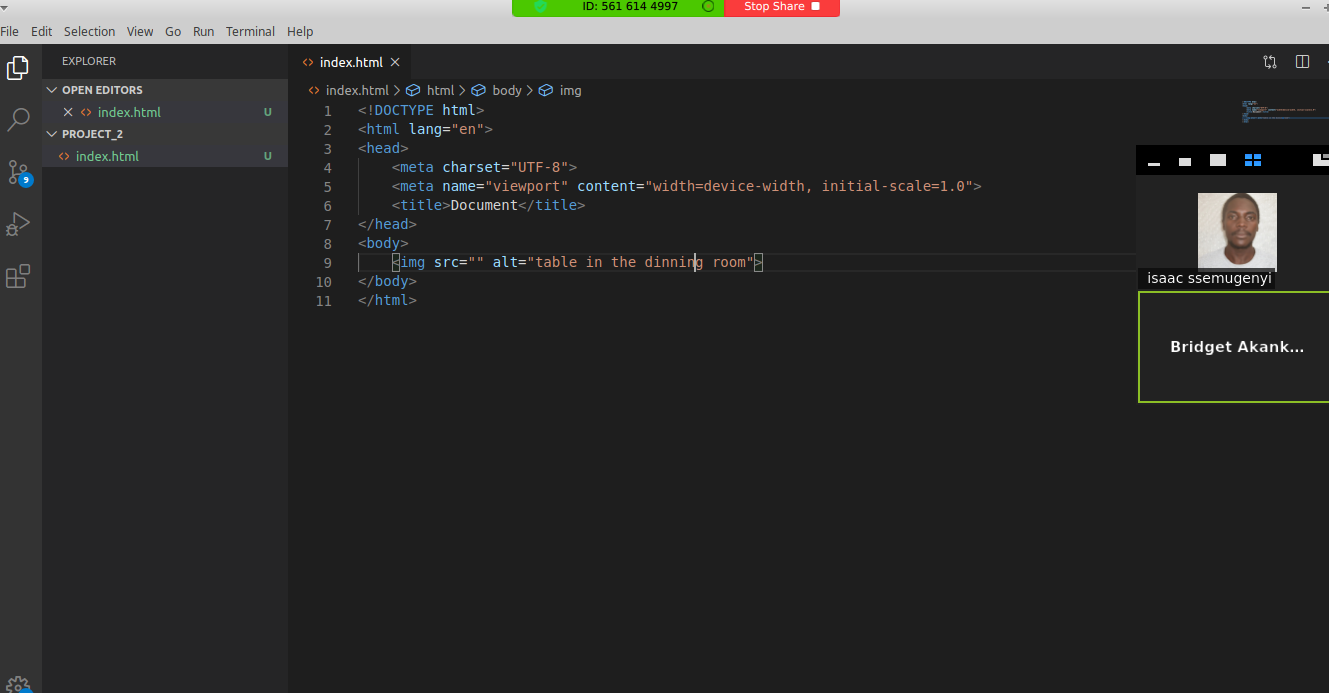 ID: 561 614 4997 Stop Share
File Edit Selection View Go Run Terminal Help
EXPLORER
OPEN EDITORS
index.html U
PROJECT_2
index.html U
9
index.html
index.html html body img
1 <!DOCTYPE html>
2 <html lang="en">
3 <head>
4 <meta charset="UTF-8">
5 <meta name="viewport" content="width=device-width, initial-scale=1.0">
6 <title>Document</title>
7 </head>
8 <body>
9 <img src="" alt="table in the dinning room">
10 </body>
11 </html>
isaac ssemugenyi
Bridget Akank...